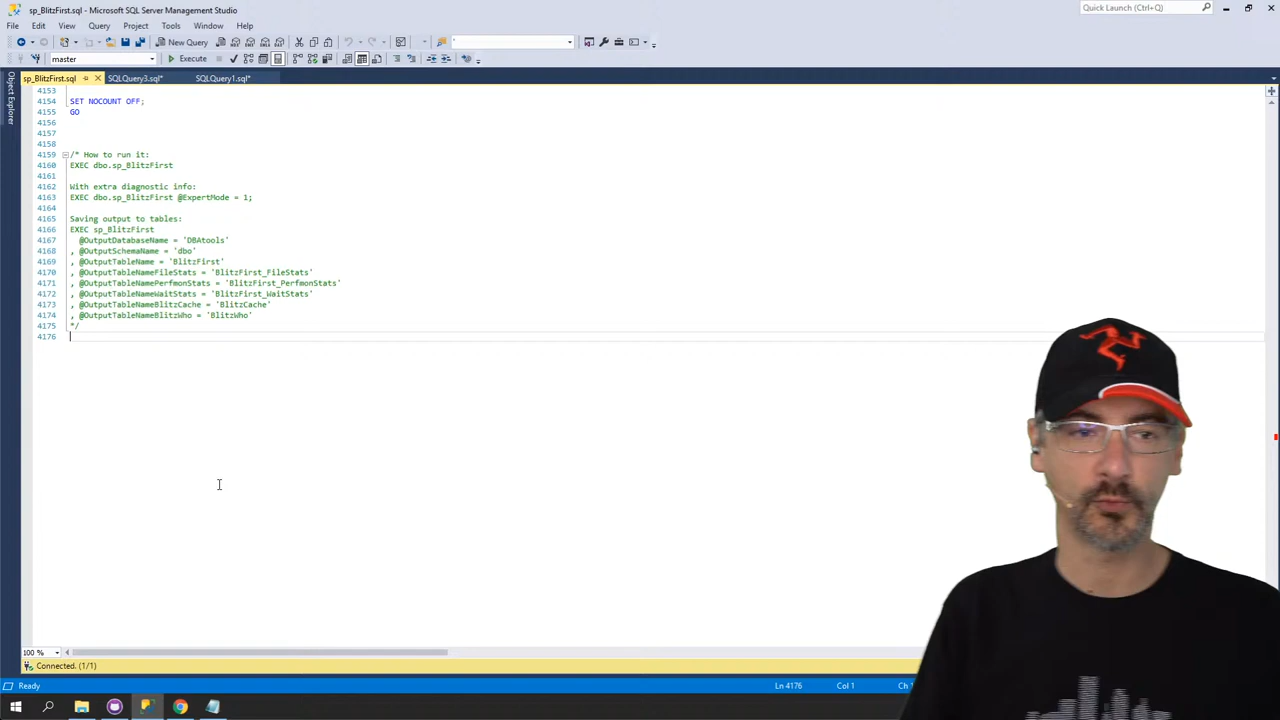 sp_BlitzFirst.sql - Microsoft SQL Server Management Studio
Quick Launch (Ctrl+Q)
File Edit View Query Project Tools Window Help
New Query
master
Execute
Object Explorer
sp_BlitzFirst.sql
SQLQuery3.sql*
SQLQuery1.sql*
4153
4154 SET NOCOUNT OFF;
4155 GO
4156
4157
4158
4159 /* How to run it:
4160 EXEC dbo.sp_BlitzFirst
4161
4162 With extra diagnostic info:
4163 EXEC dbo.sp_BlitzFirst @ExpertMode = 1;
4164
4165 Saving output to tables:
4166 EXEC sp_BlitzFirst
4167 @OutputDatabaseName = 'DBAtools'
4168 , @OutputSchemaName = 'dbo'
4169 , @OutputTableName = 'BlitzFirst'
4170 , @OutputTableNameFileStats = 'BlitzFirst_FileStats'
4171 , @OutputTableNamePerfmonStats = 'BlitzFirst_PerfmonStats'
4172 , @OutputTableNameWaitStats = 'BlitzFirst_WaitStats'
4173 , @OutputTableNameBlitzCache = 'BlitzCache'
4174 , @OutputTableNameBlitzWho = 'BlitzWho'
4175 */
4176
100 %
Connected. (1/1)
Ready
Ln 4176
Col 1
Ch 1